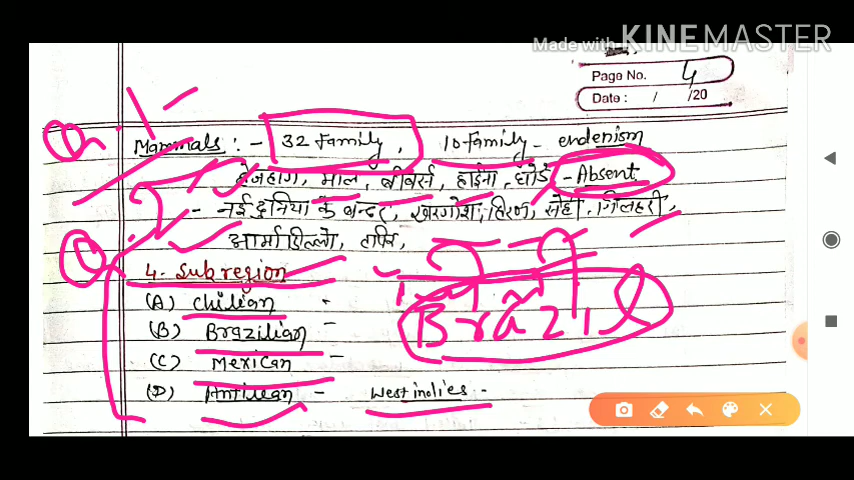 Made with KINEMASTER
Page No. 4
Date : / /20
Mammals :- 32 family, 10 family - endemism
हेजहाग, मोल, बीवर्स, हाईना, घोडे - Absent
- नई दुनिया के बन्दर, खरगोश, हिरण, सेही, गिलहरी,
आर्माडिल्लो, टापिर,
4. Subregion
(A) Chilian -
(B) Brazilian -
(C) Mexican -
(D) Antillean - West indies -
Brazil